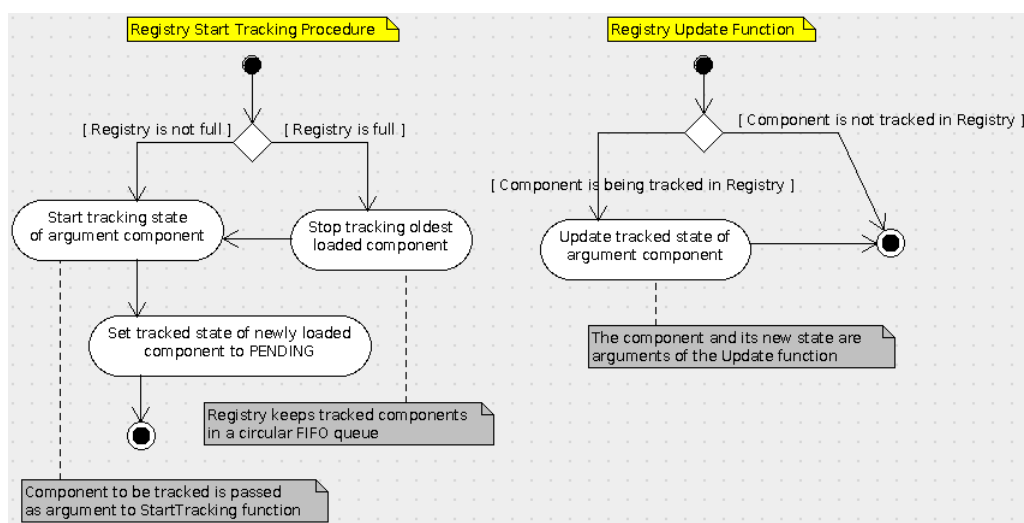 Registry Start Tracking Procedure
[ Registry is not full ]
[ Registry is full ]
Start tracking state
of argument component
Stop tracking oldest
loaded component
Set tracked state of newly loaded
component to PENDING
Registry keeps tracked components
in a circular FIFO queue
Component to be tracked is passed
as argument to StartTracking function
Registry Update Function
[ Component is not tracked in Registry ]
[ Component is being tracked in Registry ]
Update tracked state of
argument component
The component and its new state are
arguments of the Update function